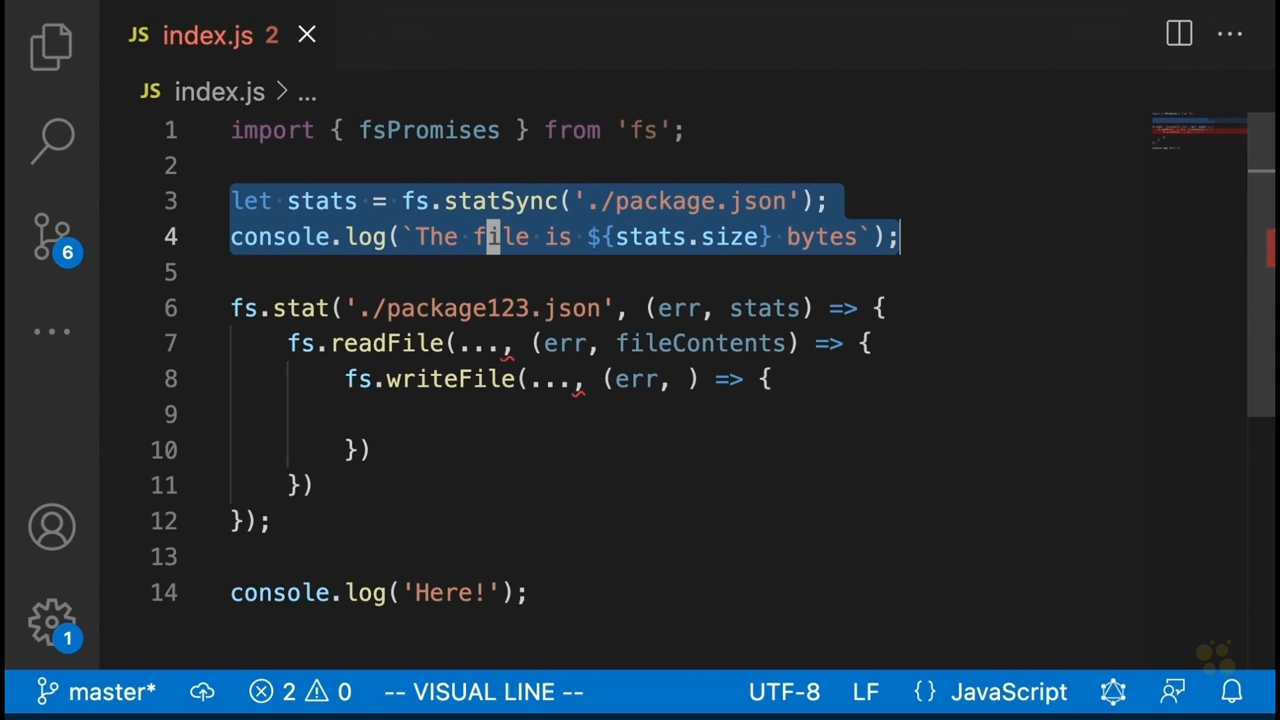 JS index.js 2
JS index.js > ...
1 import { fsPromises } from 'fs';
2
3 let stats = fs.statSync('./package.json');
4 console.log(`The file is ${stats.size} bytes`);
5
6 fs.stat('./package123.json', (err, stats) => {
7 fs.readFile(..., (err, fileContents) => {
8 fs.writeFile(..., (err, ) => {
9
10 })
11 })
12 });
13
14 console.log('Here!');
6
1
master* 2 0 -- VISUAL LINE -- UTF-8 LF {} JavaScript